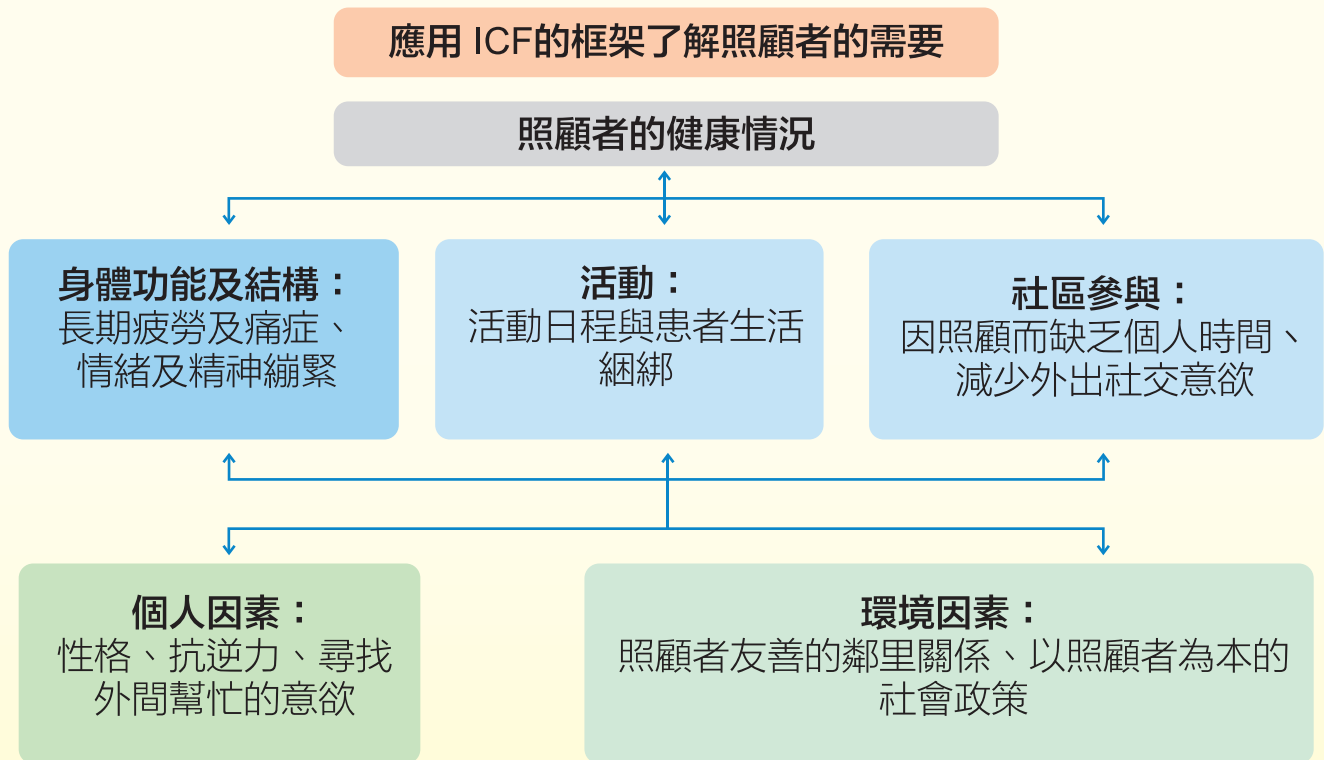 應用 ICF的框架了解照顧者的需要
照顧者的健康情況
身體功能及結構：
長期疲勞及痛症、
情緒及精神繃緊
活動：
活動日程與患者生活
綑綁
社區參與：
因照顧而缺乏個人時間、
減少外出社交意欲
個人因素：
性格、抗逆力、尋找
外間幫忙的意欲
環境因素：
照顧者友善的鄰里關係、以照顧者為本的
社會政策